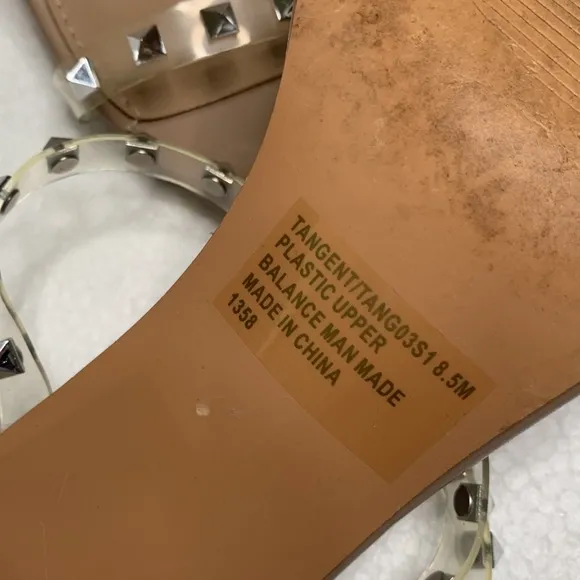 TANGENT/TANG03S1 8.5M
PLASTIC UPPER
BALANCE MAN MADE
MADE IN CHINA
1358